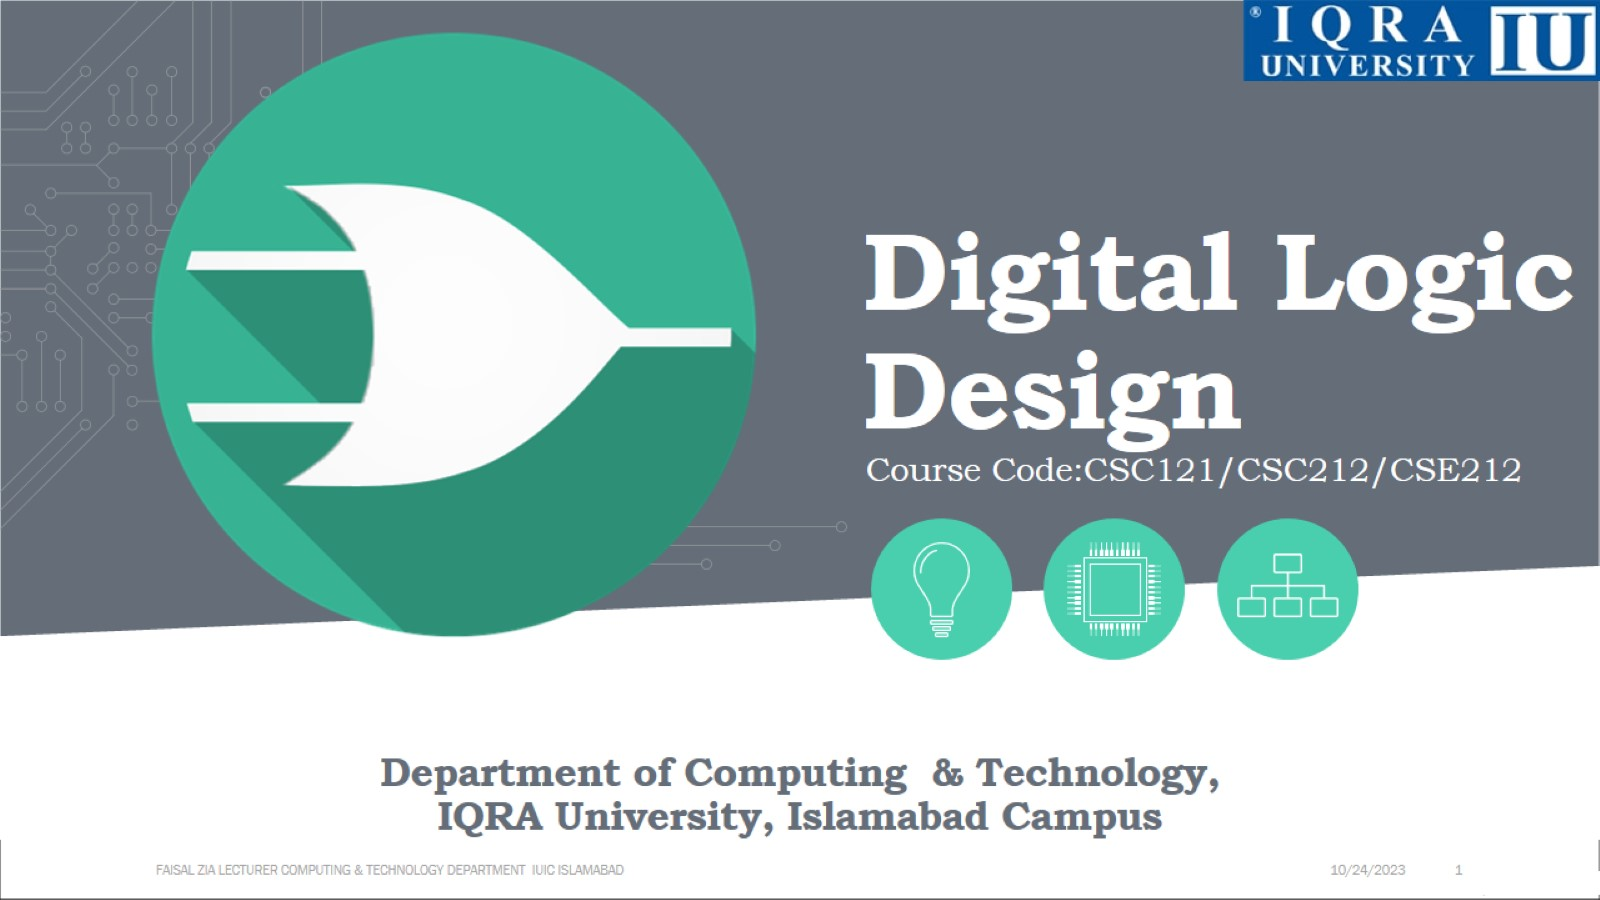 ® IQRA
UNIVERSITY IU
Digital Logic
Design
Course Code:CSC121/CSC212/CSE212
Department of Computing & Technology,
IQRA University, Islamabad Campus
FAISAL ZIA LECTURER COMPUTING & TECHNOLOGY DEPARTMENT IUIC ISLAMABAD 10/24/2023 1